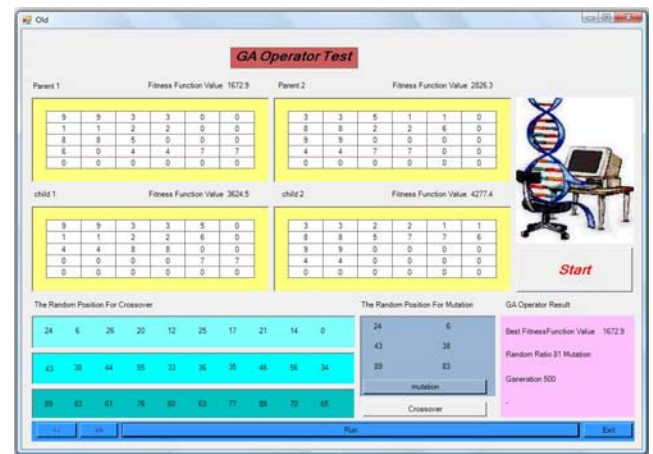 Old
GA Operator Test
Parent 1 Fitness Function Value 1672.9 Parent 2 Fitness Function Value 2826.3
9 9 3 3 0 0
1 1 2 2 0 0
8 8 5 0 0 0
6 0 4 4 7 7
0 0 0 0 0 0
3 3 5 1 1 0
8 8 2 2 6 0
9 9 0 0 0 0
4 4 7 7 0 0
0 0 0 0 0 0
child 1 Fitness Function Value 3624.5 child 2 Fitness Function Value 4277.4
9 9 3 3 5 0
1 1 2 2 6 0
4 4 8 8 0 0
0 0 0 0 7 7
0 0 0 0 0 0
3 3 2 2 1 1
8 8 5 7 7 6
9 9 0 0 0 0
4 4 0 0 0 0
0 0 0 0 0 0
Start
The Random Position For Crossover
24 6 26 20 12 25 17 21 14 0
43 38 44 55 33 36 35 46 56 34
89 83 61 76 60 63 77 88 70 65
The Random Position For Mutation
24 6
43 38
89 83
mutation
Crossover
GA Operator Result
Best FitnessFunction Value 1672.9
Random Ratio 81 Mutation
Ganeration 500
-
<< >> Run Exit